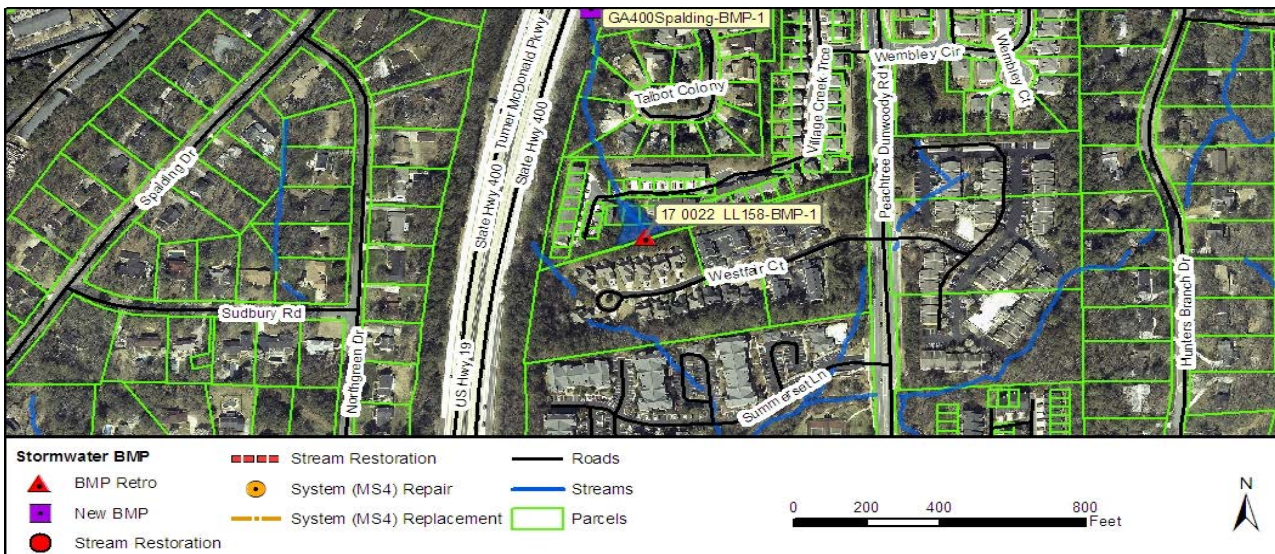 GA400Spalding-BMP-1
Wembley Cir
Wembley Ct
Talbot Colony
Village Creek Trce
Peachtree Dunwoody Rd
State Hwy 400 Turner McDonald Pkwy
State Hwy 400
Spalding Dr
17 0022 LL158-BMP-1
Westfair Ct
Sudbury Rd
Northgreen Dr
US Hwy 19
Summerset Ln
Hunters Branch Dr
Stormwater BMP
BMP Retro
New BMP
Stream Restoration
Stream Restoration
System (MS4) Repair
System (MS4) Replacement
Roads
Streams
Parcels
0 200 400 800
Feet
N